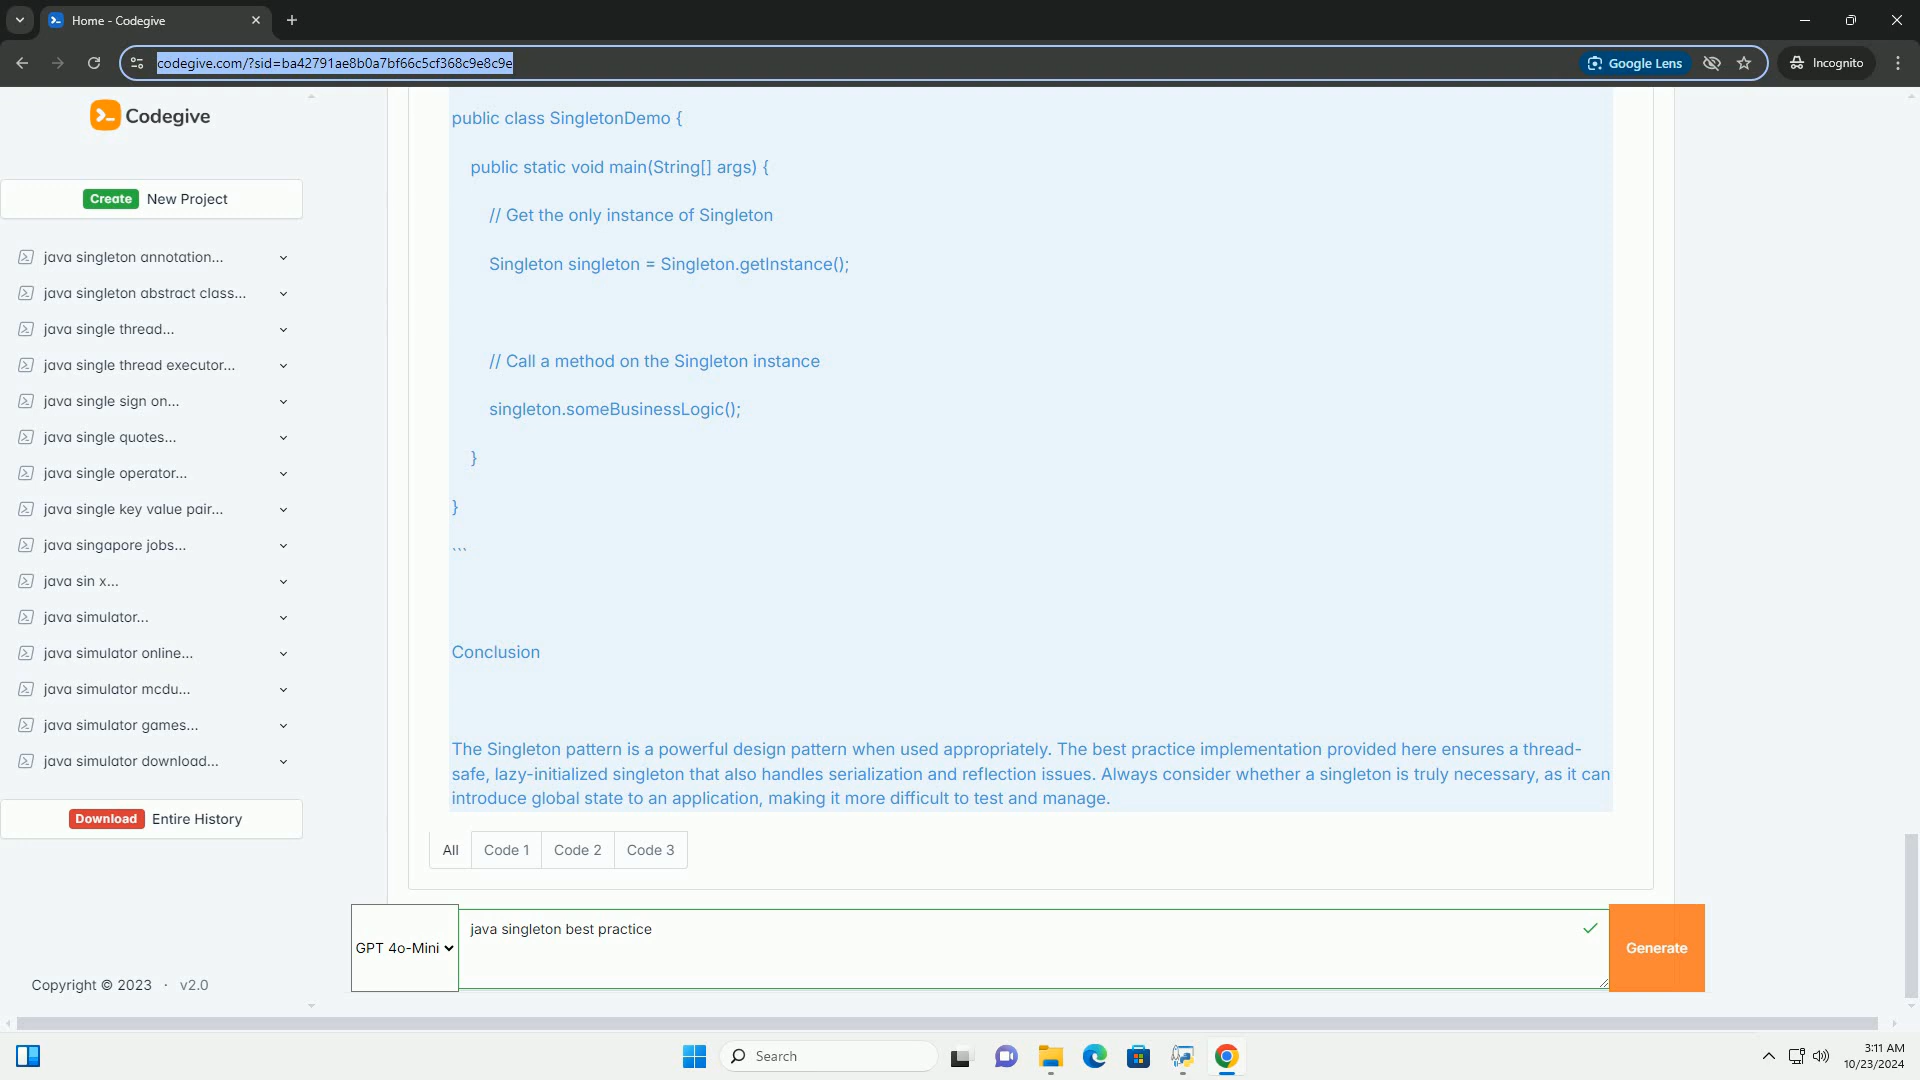 Home - Codegive
codegive.com/?sid=ba42791ae8b0a7bf66c5cf368c9e8c9e
Google Lens
Incognito
Codegive
Create New Project
java singleton annotation...
java singleton abstract class...
java single thread...
java single thread executor...
java single sign on...
java single quotes...
java single operator...
java single key value pair...
java singapore jobs...
java sin x...
java simulator...
java simulator online...
java simulator mcdu...
java simulator games...
java simulator download...
Download Entire History
Copyright © 2023 · v2.0
public class SingletonDemo {
public static void main(String[] args) {
// Get the only instance of Singleton
Singleton singleton = Singleton.getInstance();
// Call a method on the Singleton instance
singleton.someBusinessLogic();
}
}
```
Conclusion
The Singleton pattern is a powerful design pattern when used appropriately. The best practice implementation provided here ensures a thread-
safe, lazy-initialized singleton that also handles serialization and reflection issues. Always consider whether a singleton is truly necessary, as it can
introduce global state to an application, making it more difficult to test and manage.
All Code 1 Code 2 Code 3
GPT 4o-Mini
java singleton best practice
Generate
Search
3:11 AM
10/23/2024